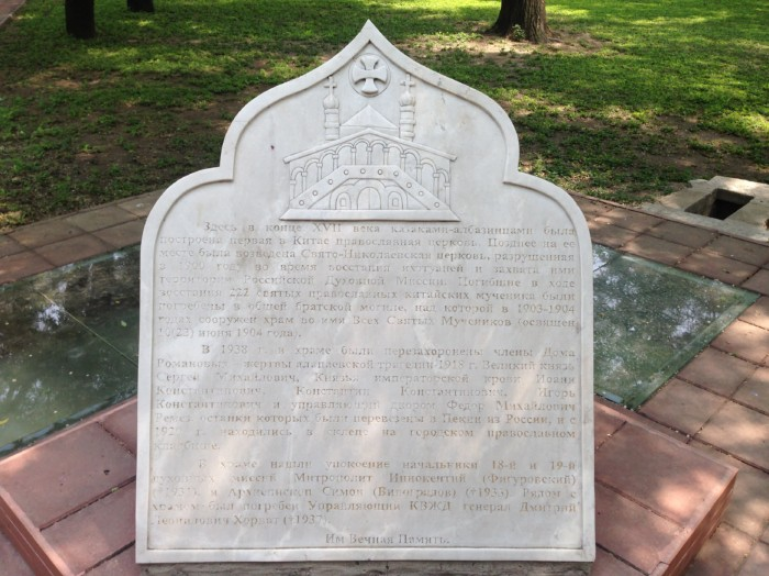 Здесь в конце XVII века казаками-албазинцами была
построена первая в Китае православная церковь. Позднее на ее
месте была возведена Свято-Николаевская церковь, разрушенная
в 1900 году во время восстания ихэтуаней и захвата ими
территории Российской Духовной Миссии. Погибшие в ходе
восстания 222 святых православных китайских мученика были
погребены в общей братской могиле, над которой в 1903-1904
годах сооружен храм во имя Всех Святых Мучеников (освящен
июня 1904 года).
В 1938 г. в храме были перезахоронены члены Дома
Романовых - жертвы алапаевской трагедии 1918 г. Великий князь
Сергей Михайлович, Князья императорской крови Иоанн
Константинович, Константин Константинович, Игорь
Константинович и управляющий двором Федор Михайлович
Ремез, останки которых были перевезены в Пекин из России, и с
1920 г. находились в склепе на городском православном
кладбище.
В храме нашли упокоение начальники 18-й и 19-й
духовных миссий Митрополит Иннокентий (Фигуровский)
(†1931), и Архиепископ Симон (Виноградов) (†1933). Рядом с
храмом был погребен Управляющий КВЖД генерал Дмитрий
Леонидович Хорват (†1937).
Им Вечная Память.